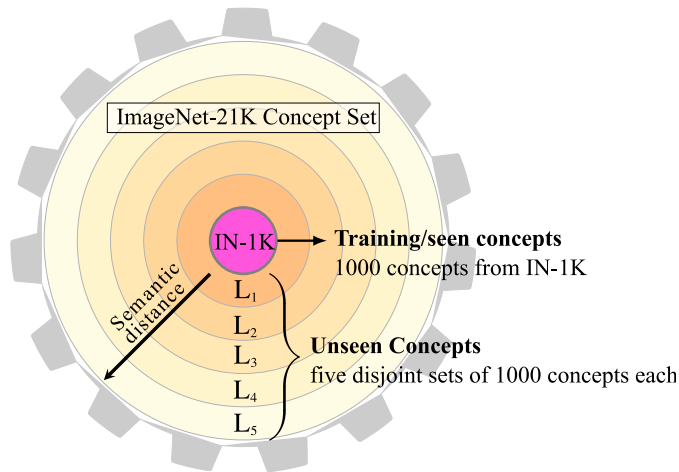 ImageNet-21K Concept Set
IN-1K
Training/seen concepts
1000 concepts from IN-1K
Semantic
distance
L₁
L₂
L₃
L₄
L₅
Unseen Concepts
five disjoint sets of 1000 concepts each